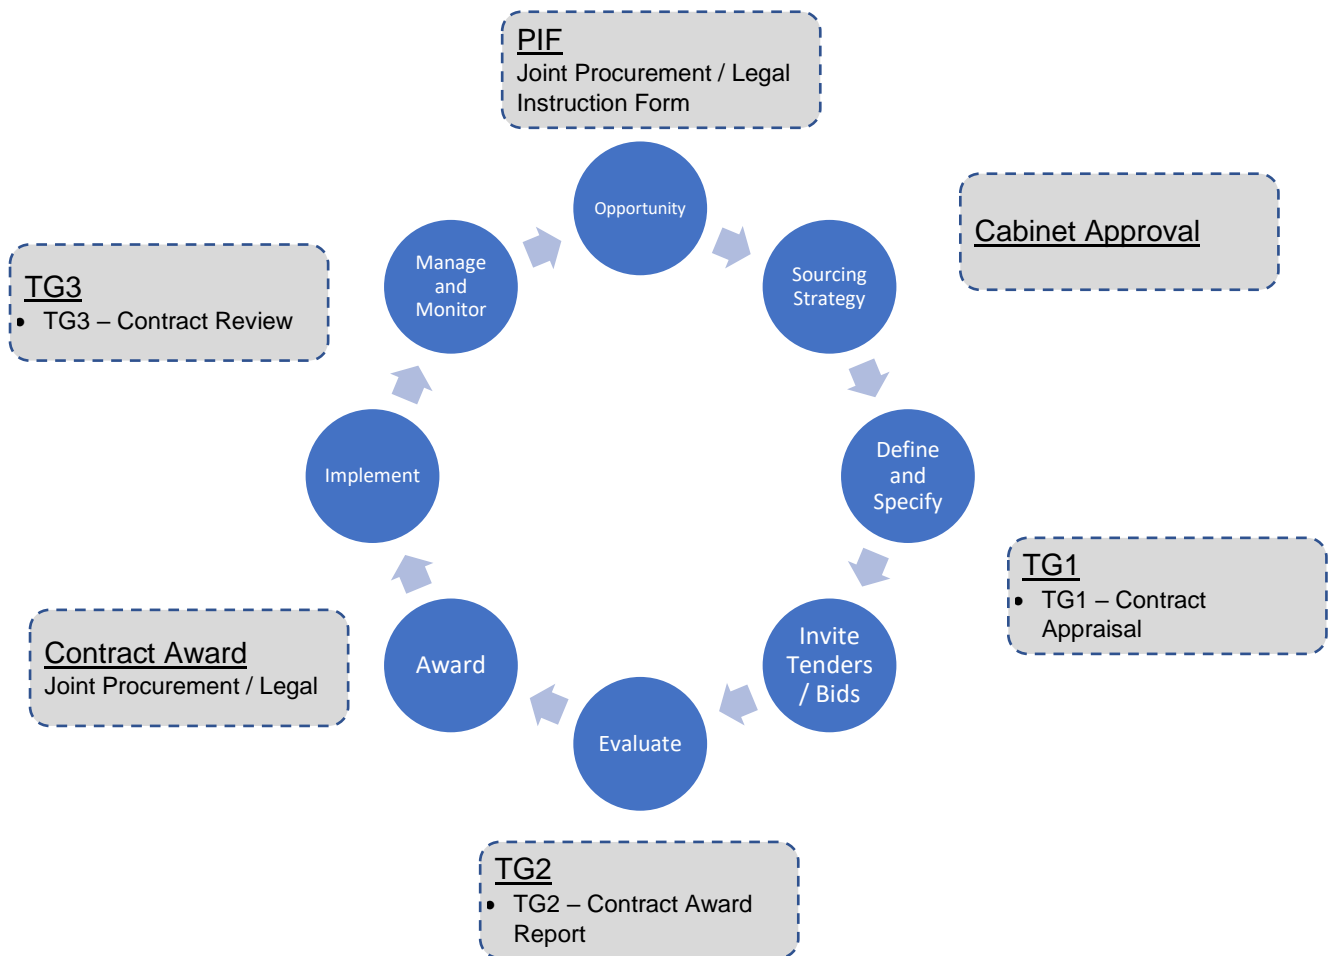 PIF
Joint Procurement / Legal
Instruction Form
Opportunity
Cabinet Approval
Sourcing
Strategy
Define
and
Specify
TG1
• TG1 – Contract
Appraisal
Invite
Tenders
/ Bids
Evaluate
TG2
• TG2 – Contract Award
Report
Award
Contract Award
Joint Procurement / Legal
Implement
TG3
• TG3 – Contract Review
Manage
and
Monitor